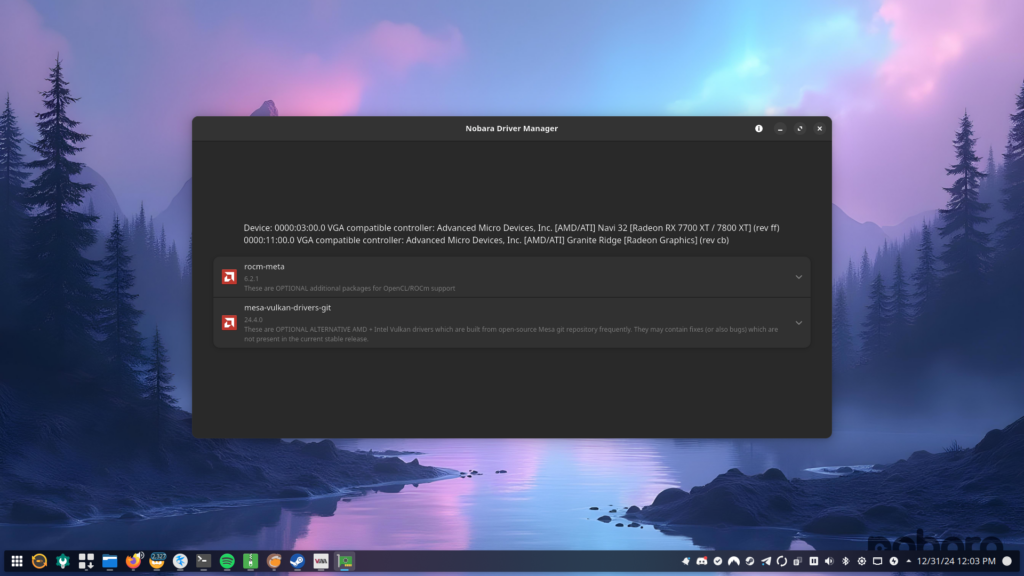 Nobara Driver Manager
Device: 0000:03:00.0 VGA compatible controller: Advanced Micro Devices, Inc. [AMD/ATI] Navi 32 [Radeon RX 7700 XT / 7800 XT] (rev ff)
0000:11:00.0 VGA compatible controller: Advanced Micro Devices, Inc. [AMD/ATI] Granite Ridge [Radeon Graphics] (rev cb)
rocm-meta
6.2.1
These are OPTIONAL additional packages for OpenCL/ROCm support
mesa-vulkan-drivers-git
24.4.0
These are OPTIONAL ALTERNATIVE AMD + Intel Vulkan drivers which are built from open-source Mesa git repository frequently. They may contain fixes (or also bugs) which are
not present in the current stable release.
nobara
2,327
12/31/24 12:03 PM